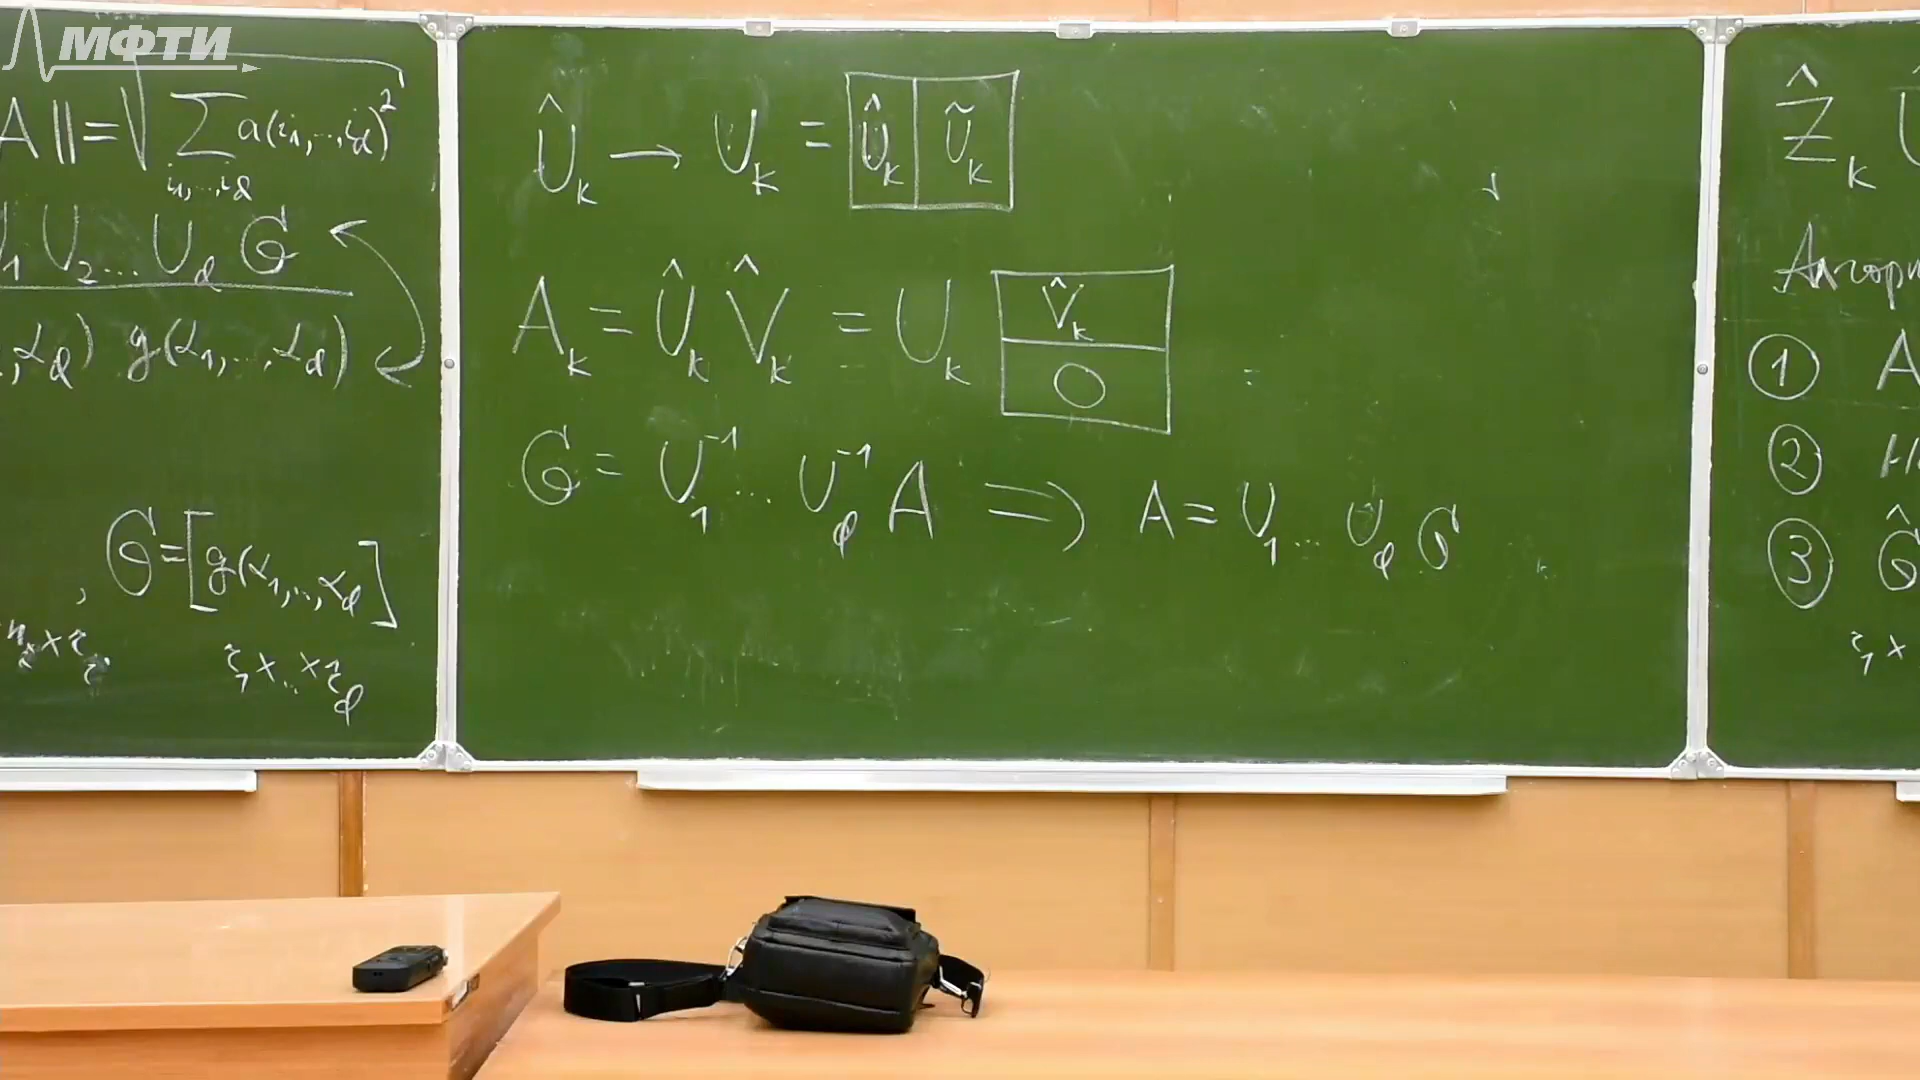 МФТИ
A‖=√∑ a(i₁,...,i_d)²
i₁,...,i_d
U₂...U_d G
,α_d) g(α₁,...,α_d)
, G=[g(α₁,...,α_d]
r₁×...×r_d
Û_k → U_k = Û_k | Ũ_k
A_k = Û_k V̂_k = U_k V̂_k
0
G = U₁⁻¹ ... U_d⁻¹ A ⇒ A = U₁ ... U_d G
Ẑ_k
Алгори
① A
② Н
③ Ĝ
r₁×